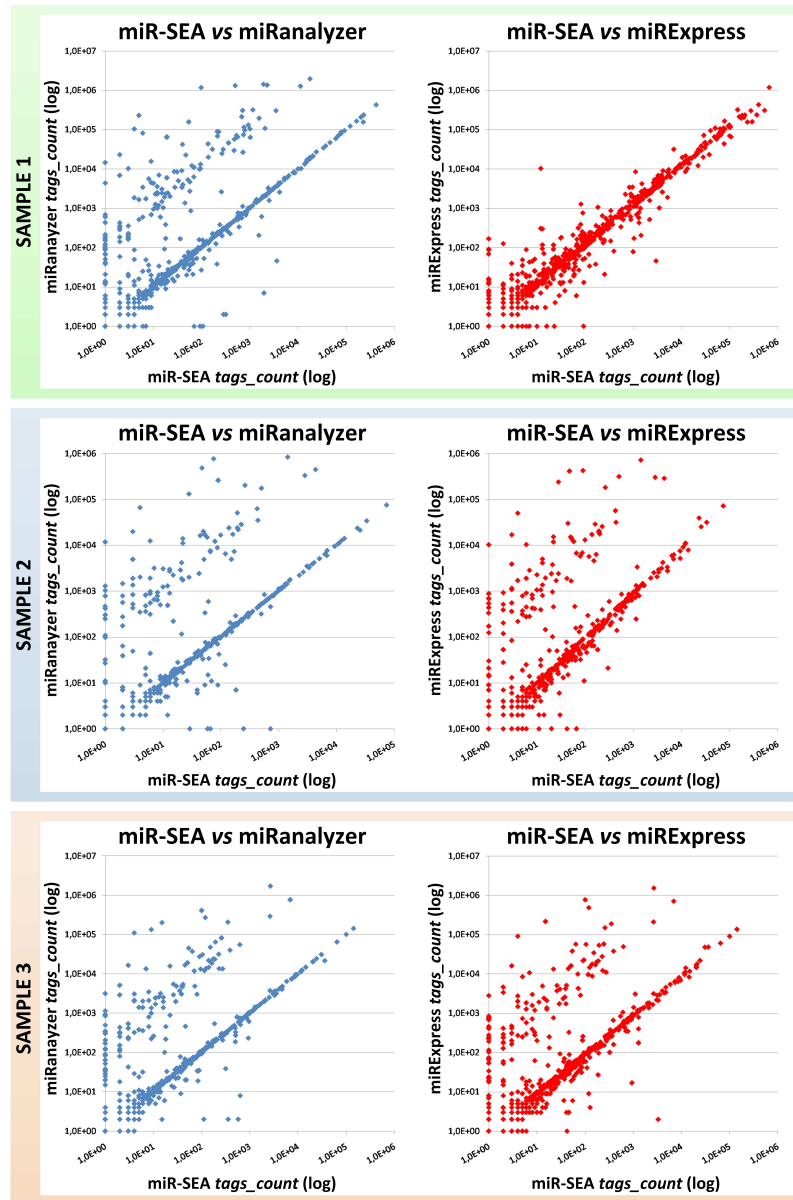 SAMPLE 1
miR-SEA vs miRanalyzer
miRanayzer tags_count (log)
1,0E+07
1,0E+06
1,0E+05
1,0E+04
1,0E+03
1,0E+02
1,0E+01
1,0E+00
1,0E+00 1,0E+01 1,0E+02 1,0E+03 1,0E+04 1,0E+05 1,0E+06
miR-SEA tags_count (log)
miR-SEA vs miRExpress
miRExpress tags_count (log)
1,0E+07
1,0E+06
1,0E+05
1,0E+04
1,0E+03
1,0E+02
1,0E+01
1,0E+00
1,0E+00 1,0E+01 1,0E+02 1,0E+03 1,0E+04 1,0E+05 1,0E+06
miR-SEA tags_count (log)
SAMPLE 2
miR-SEA vs miRanalyzer
miRanayzer tags_count (log)
1,0E+06
1,0E+05
1,0E+04
1,0E+03
1,0E+02
1,0E+01
1,0E+00
1,0E+00 1,0E+01 1,0E+02 1,0E+03 1,0E+04 1,0E+05
miR-SEA tags_count (log)
miR-SEA vs miRExpress
miRExpress tags_count (log)
1,0E+06
1,0E+05
1,0E+04
1,0E+03
1,0E+02
1,0E+01
1,0E+00
1,0E+00 1,0E+01 1,0E+02 1,0E+03 1,0E+04 1,0E+05 1,0E+06
miR-SEA tags_count (log)
SAMPLE 3
miR-SEA vs miRanalyzer
miRanayzer tags_count (log)
1,0E+07
1,0E+06
1,0E+05
1,0E+04
1,0E+03
1,0E+02
1,0E+01
1,0E+00
1,0E+00 1,0E+01 1,0E+02 1,0E+03 1,0E+04 1,0E+05 1,0E+06
miR-SEA tags_count (log)
miR-SEA vs miRExpress
miRExpress tags_count (log)
1,0E+07
1,0E+06
1,0E+05
1,0E+04
1,0E+03
1,0E+02
1,0E+01
1,0E+00
1,0E+00 1,0E+01 1,0E+02 1,0E+03 1,0E+04 1,0E+05 1,0E+06
miR-SEA tags_count (log)